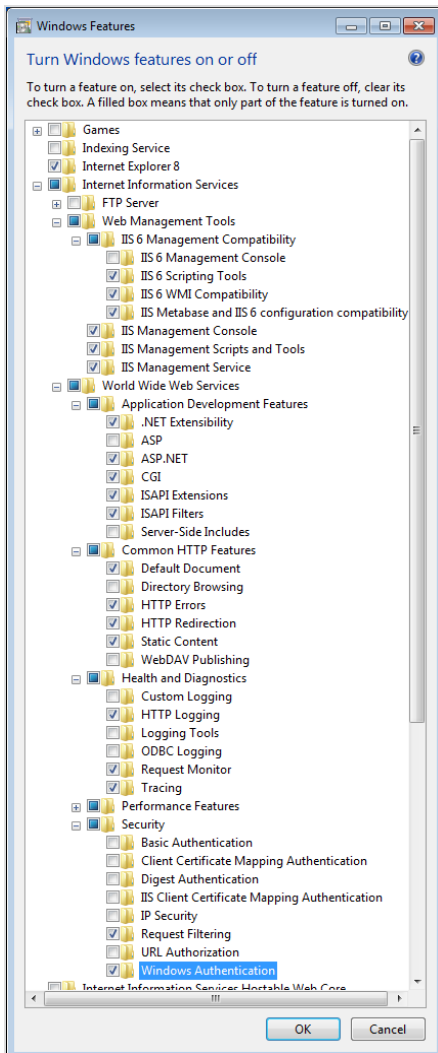 Windows Features
Turn Windows features on or off
To turn a feature on, select its check box. To turn a feature off, clear its
check box. A filled box means that only part of the feature is turned on.
Games
Indexing Service
Internet Explorer 8
Internet Information Services
FTP Server
Web Management Tools
IIS 6 Management Compatibility
IIS 6 Management Console
IIS 6 Scripting Tools
IIS 6 WMI Compatibility
IIS Metabase and IIS 6 configuration compatibility
IIS Management Console
IIS Management Scripts and Tools
IIS Management Service
World Wide Web Services
Application Development Features
.NET Extensibility
ASP
ASP.NET
CGI
ISAPI Extensions
ISAPI Filters
Server-Side Includes
Common HTTP Features
Default Document
Directory Browsing
HTTP Errors
HTTP Redirection
Static Content
WebDAV Publishing
Health and Diagnostics
Custom Logging
HTTP Logging
Logging Tools
ODBC Logging
Request Monitor
Tracing
Performance Features
Security
Basic Authentication
Client Certificate Mapping Authentication
Digest Authentication
IIS Client Certificate Mapping Authentication
IP Security
Request Filtering
URL Authorization
Windows Authentication
Internet Information Services Hostable Web Core
OK Cancel